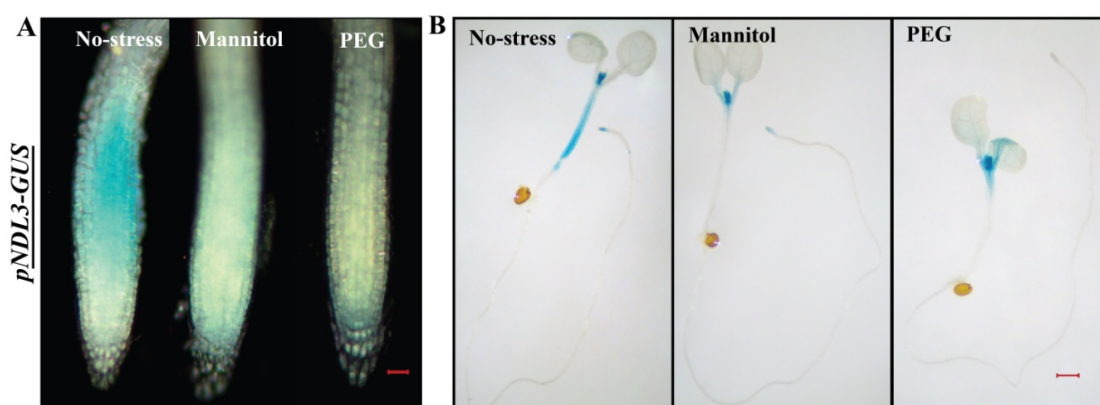 A
No-stress
Mannitol
PEG
pNDL3-GUS
B
No-stress
Mannitol
PEG